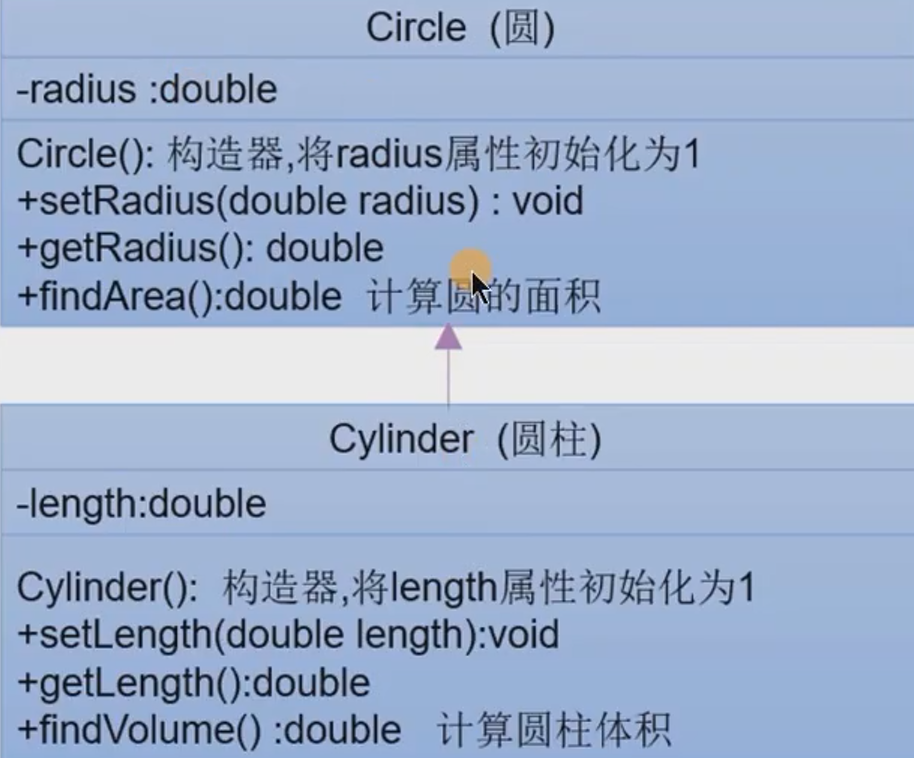 Circle (圆)
-radius :double
Circle(): 构造器,将radius属性初始化为1
+setRadius(double radius) : void
+getRadius(): double
+findArea():double 计算圆的面积
Cylinder (圆柱)
-length:double
Cylinder(): 构造器,将length属性初始化为1
+setLength(double length):void
+getLength():double
+findVolume() :double 计算圆柱体积